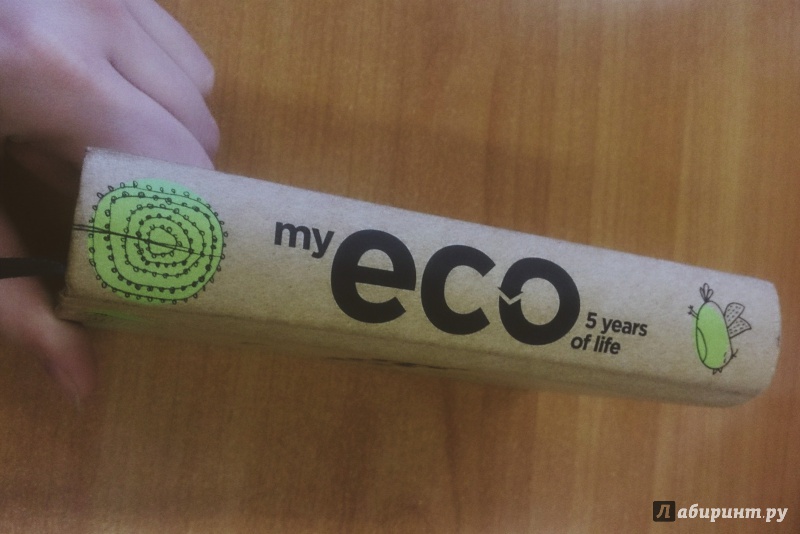 my eco
5 years
of life
Лабиринт.ру